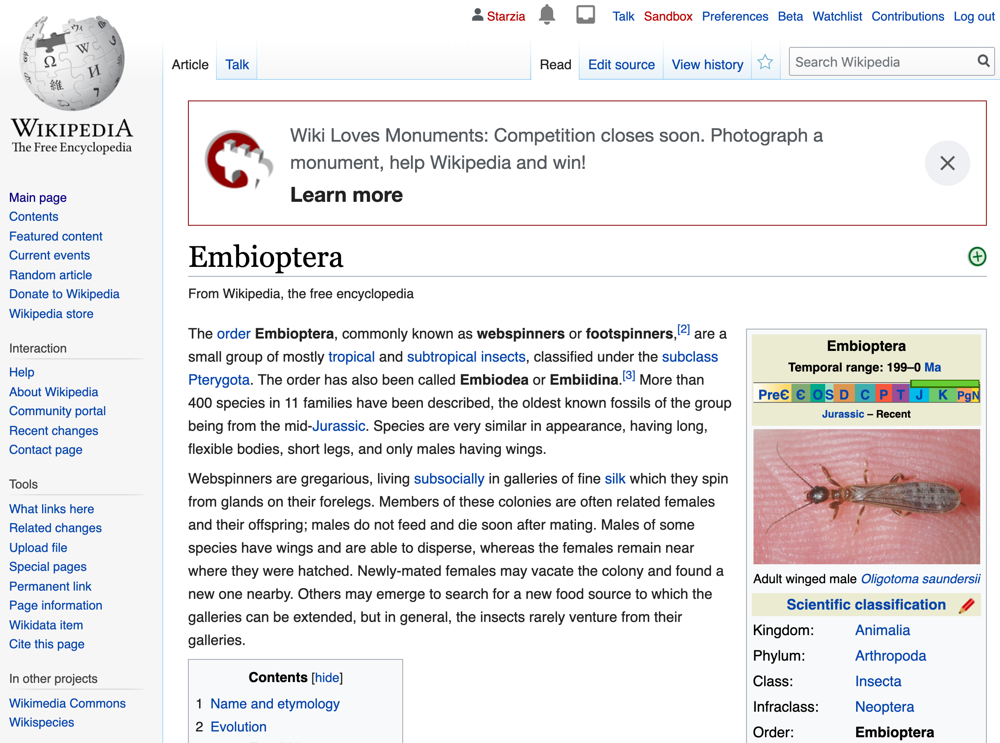 Starzia Talk Sandbox Preferences Beta Watchlist Contributions Log out
Article Talk Read Edit source View history Search Wikipedia
WIKIPEDIA
The Free Encyclopedia
Main page
Contents
Featured content
Current events
Random article
Donate to Wikipedia
Wikipedia store
Interaction
Help
About Wikipedia
Community portal
Recent changes
Contact page
Tools
What links here
Related changes
Upload file
Special pages
Permanent link
Page information
Wikidata item
Cite this page
In other projects
Wikimedia Commons
Wikispecies
Wiki Loves Monuments: Competition closes soon. Photograph a
monument, help Wikipedia and win!
Learn more
Embioptera
From Wikipedia, the free encyclopedia
The order Embioptera, commonly known as webspinners or footspinners,[2] are a
small group of mostly tropical and subtropical insects, classified under the subclass
Pterygota. The order has also been called Embiodea or Embiidina.[3] More than
400 species in 11 families have been described, the oldest known fossils of the group
being from the mid-Jurassic. Species are very similar in appearance, having long,
flexible bodies, short legs, and only males having wings.
Webspinners are gregarious, living subsocially in galleries of fine silk which they spin
from glands on their forelegs. Members of these colonies are often related females
and their offspring; males do not feed and die soon after mating. Males of some
species have wings and are able to disperse, whereas the females remain near
where they were hatched. Newly-mated females may vacate the colony and found a
new one nearby. Others may emerge to search for a new food source to which the
galleries can be extended, but in general, the insects rarely venture from their
galleries.
Contents [hide]
1 Name and etymology
2 Evolution
Embioptera
Temporal range: 199–0 Ma
PreЄ Є O S D C P T J K Pg N
Jurassic – Recent
Adult winged male Oligotoma saundersii
Scientific classification
Kingdom: Animalia
Phylum: Arthropoda
Class: Insecta
Infraclass: Neoptera
Order: Embioptera